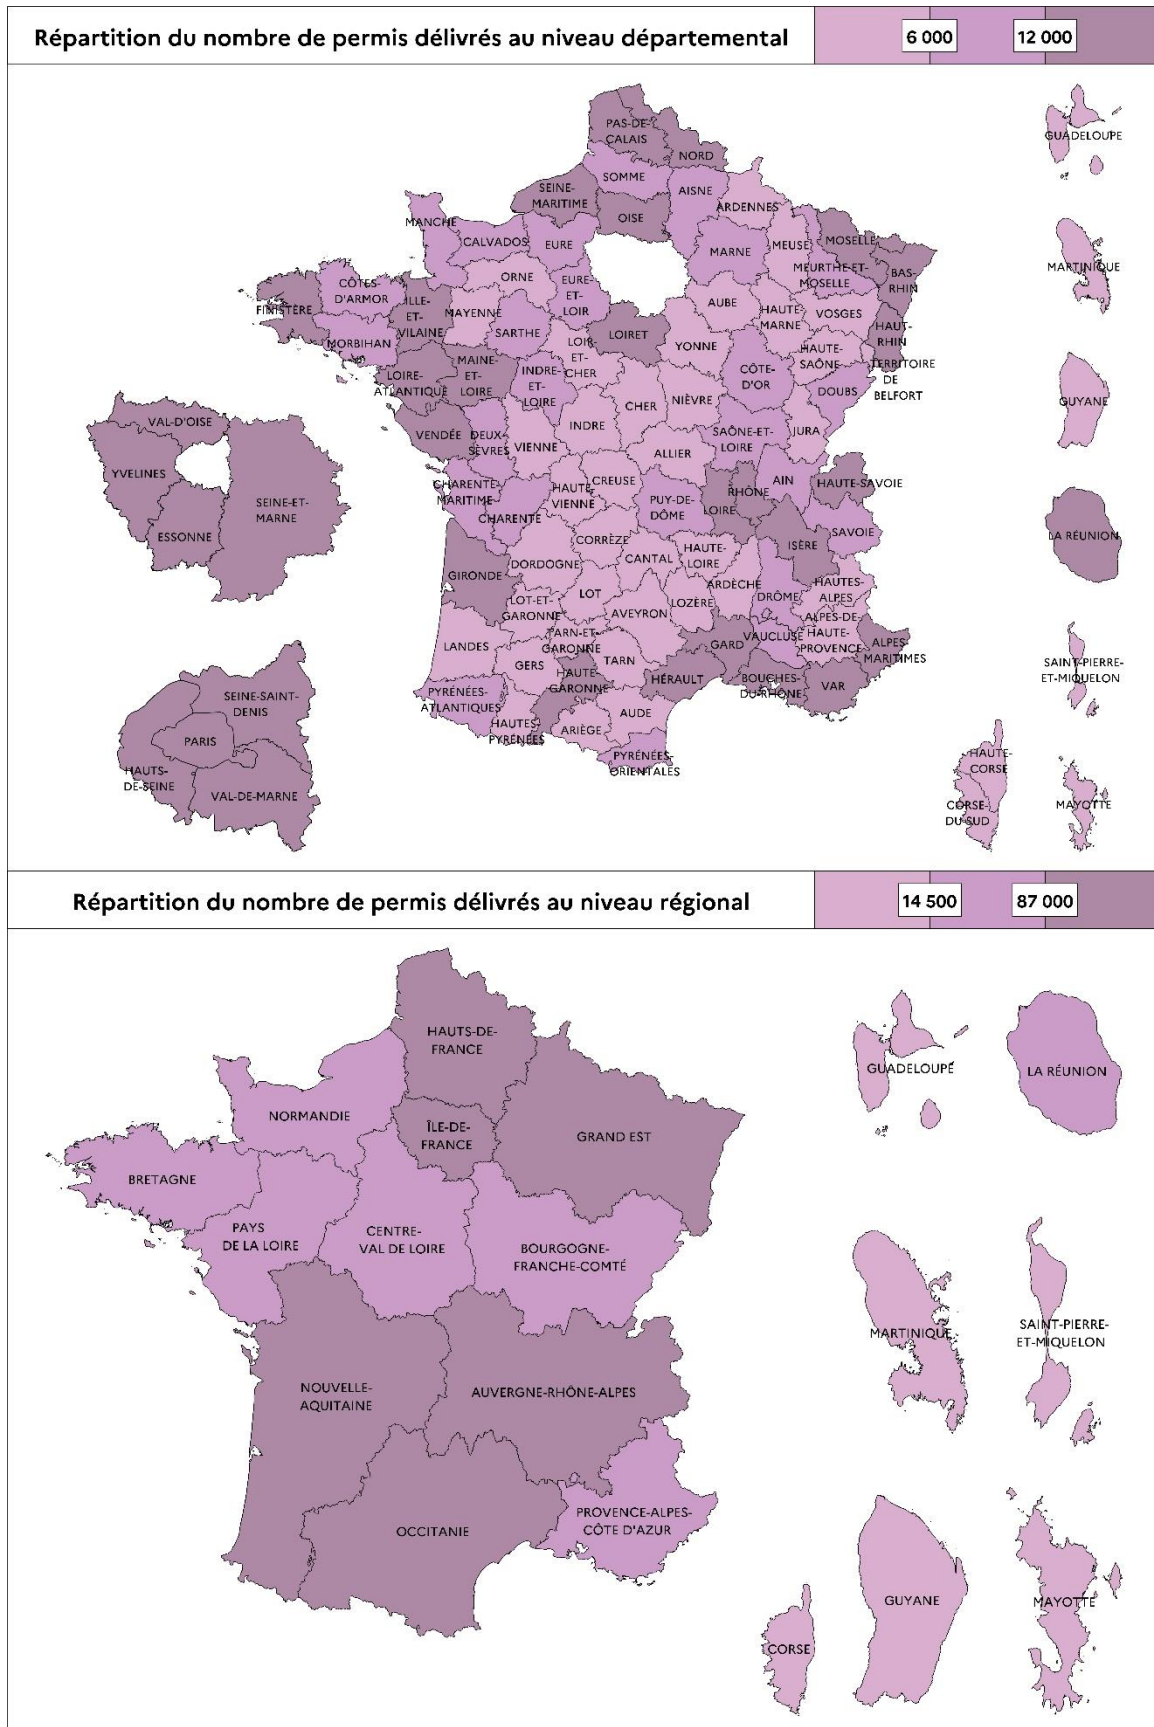 Répartition du nombre de permis délivrés au niveau départemental
6 000
12 000
PAS-DE-
CALAIS
NORD
GUADELOUPE
SOMME
AISNE
SEINE-
MARITIME
OISE
ARDENNES
MANCHE
CALVADOS
EURE
MARNE
MEUSE
MOSELLE
MEURTHE-ET-
MOSELLE
BAS-
RHIN
MARTINIQUE
CÔTES-
D'ARMOR
FINISTÈRE
ILLE-
ET-
VILAINE
MORBIHAN
ORNE
EURE-
ET-
LOIR
MAYENNE
SARTHE
AUBE
HAUTE-
MARNE
VOSGES
HAUT-
RHIN
LOIRET
LOIR-
ET-
CHER
YONNE
HAUTE-
SAÔNE
TERRITOIRE
DE
BELFORT
LOIRE-
ATLANTIQUE
MAINE-
ET-
LOIRE
INDRE-
ET-
LOIRE
CÔTE-
D'OR
DOUBS
GUYANE
CHER
NIÈVRE
VAL-D'OISE
YVELINES
ESSONNE
SEINE-ET-
MARNE
VENDÉE
DEUX-
SÈVRES
VIENNE
INDRE
SAÔNE-ET-
LOIRE
JURA
ALLIER
CHARENTE-
MARITIME
CHARENTE
HAUTE-
VIENNE
CREUSE
PUY-DE-
DÔME
LOIRE
RHÔNE
AIN
HAUTE-SAVOIE
SAVOIE
ISÈRE
LA RÉUNION
CORRÈZE
DORDOGNE
CANTAL
HAUTE-
LOIRE
GIRONDE
LOT-ET-
GARONNE
LOT
AVEYRON
LOZÈRE
ARDÈCHE
DRÔME
HAUTES-
ALPES
ALPES-DE-
HAUTE-
PROVENCE
ALPES-
MARITIMES
LANDES
TARN-ET-
GARONNE
GERS
TARN
GARD
VAUCLUSE
HÉRAULT
BOUCHES-
DU-RHÔNE
VAR
HAUTE-
GARONNE
SAINT-PIERRE-
ET-MIQUELON
PYRÉNÉES-
ATLANTIQUES
HAUTES-
PYRÉNÉES
ARIÈGE
AUDE
PYRÉNÉES-
ORIENTALES
SEINE-SAINT-
DENIS
PARIS
HAUTS-
DE-SEINE
VAL-DE-MARNE
HAUTE-
CORSE
CORSE-
DU-SUD
MAYOTTE
Répartition du nombre de permis délivrés au niveau régional
14 500
87 000
HAUTS-DE-
FRANCE
GUADELOUPE
LA RÉUNION
NORMANDIE
ÎLE-DE-
FRANCE
GRAND EST
BRETAGNE
PAYS
DE LA LOIRE
CENTRE-
VAL DE LOIRE
BOURGOGNE-
FRANCHE-COMTÉ
MARTINIQUE
SAINT-PIERRE-
ET-MIQUELON
NOUVELLE-
AQUITAINE
AUVERGNE-RHÔNE-ALPES
OCCITANIE
PROVENCE-ALPES-
CÔTE D'AZUR
GUYANE
MAYOTTE
CORSE